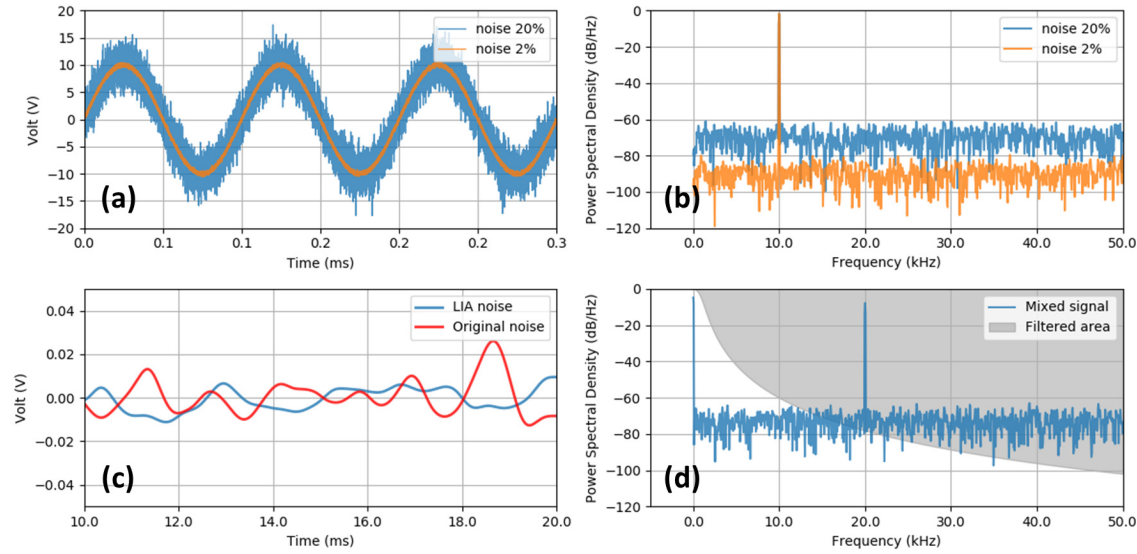 20
15
10
5
0
−5
−10
−15
−20
Volt (V)
noise 20%
noise 2%
(a)
0.0
0.1
0.1
0.2
0.2
0.2
0.3
Time (ms)
0
−20
−40
−60
−80
−100
−120
Power Spectral Density (dB/Hz)
noise 20%
noise 2%
(b)
0.0
10.0
20.0
30.0
40.0
50.0
Frequency (kHz)
0.04
0.02
0.00
−0.02
−0.04
Volt (V)
LIA noise
Original noise
(c)
10.0
12.0
14.0
16.0
18.0
20.0
Time (ms)
0
−20
−40
−60
−80
−100
−120
Power Spectral Density (dB/Hz)
Mixed signal
Filtered area
(d)
0.0
10.0
20.0
30.0
40.0
50.0
Frequency (kHz)